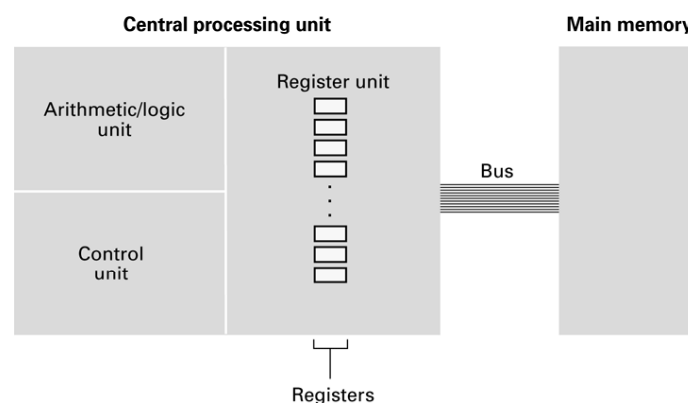 Central processing unit
Main memory
Arithmetic/logic
unit
Register unit
Bus
Control
unit
Registers